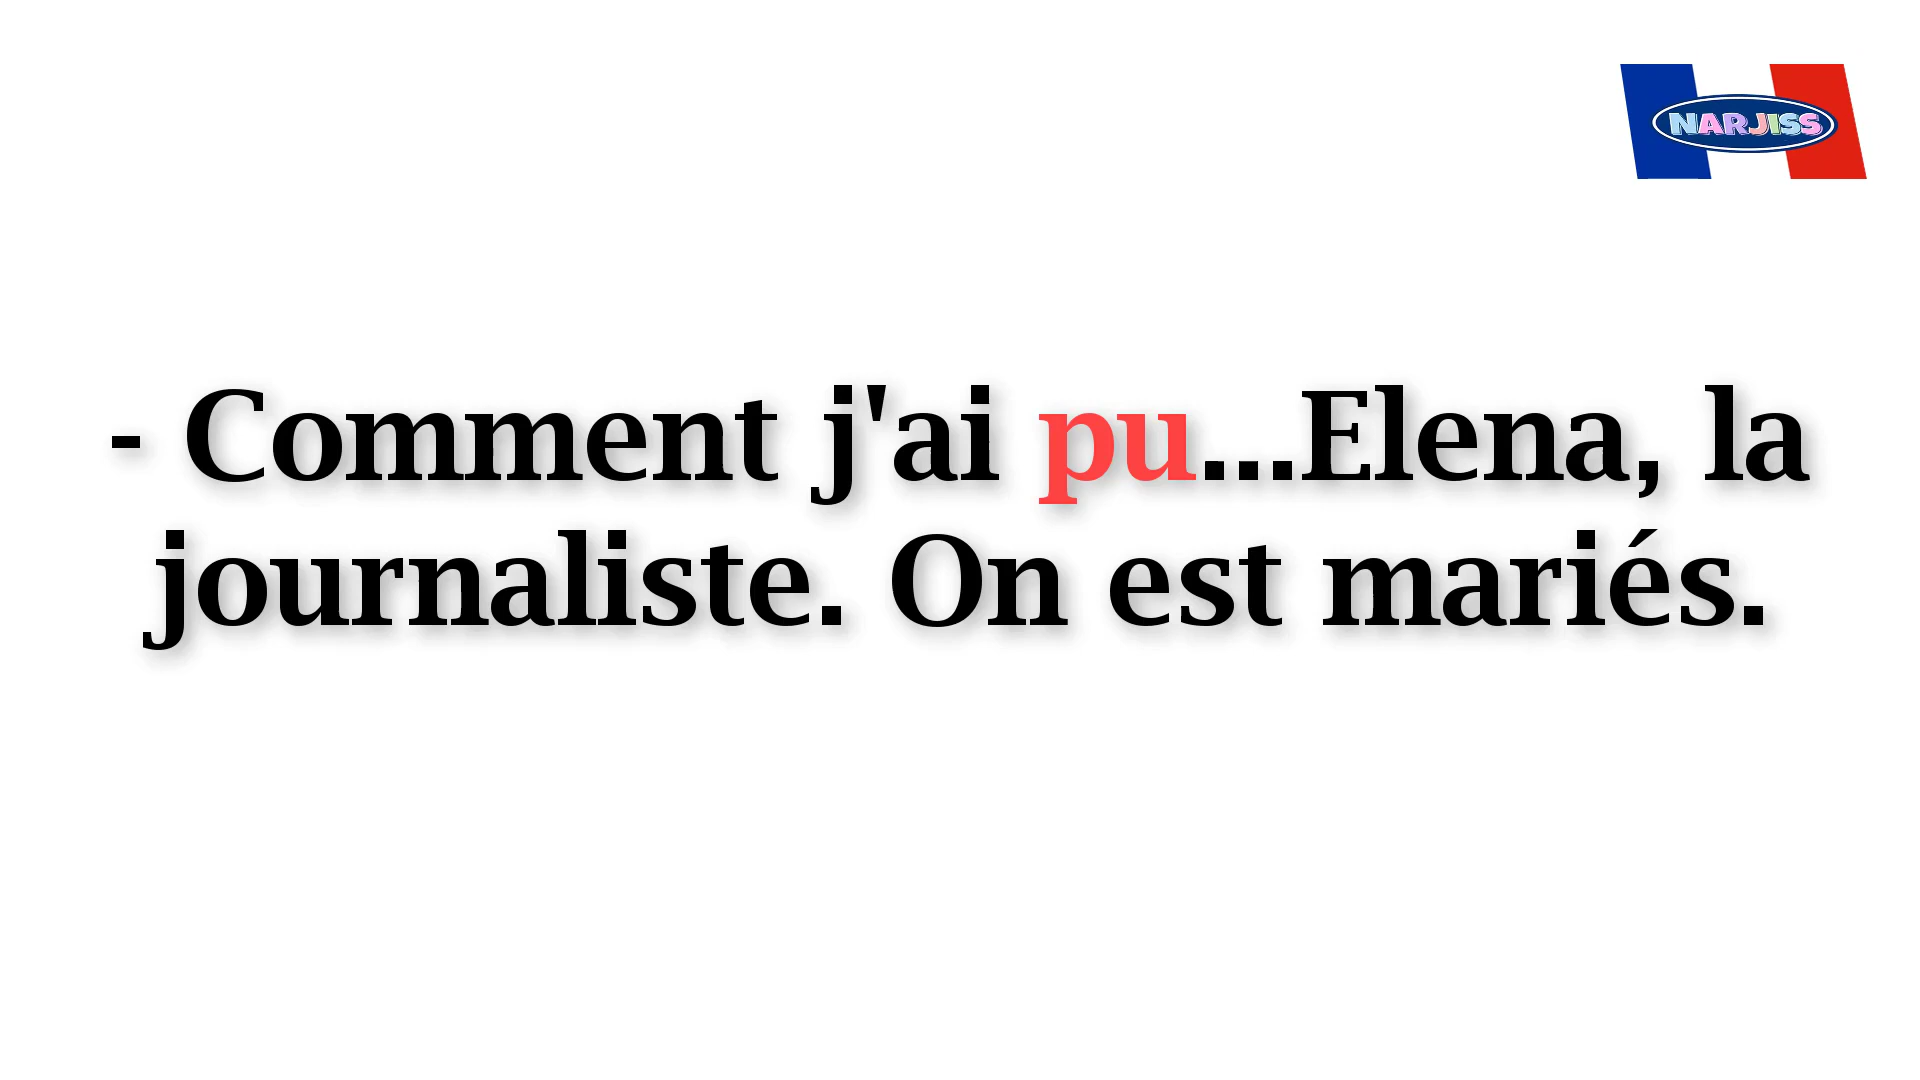 NARJISS
- Comment j'ai pu...Elena, la
journaliste. On est mariés.